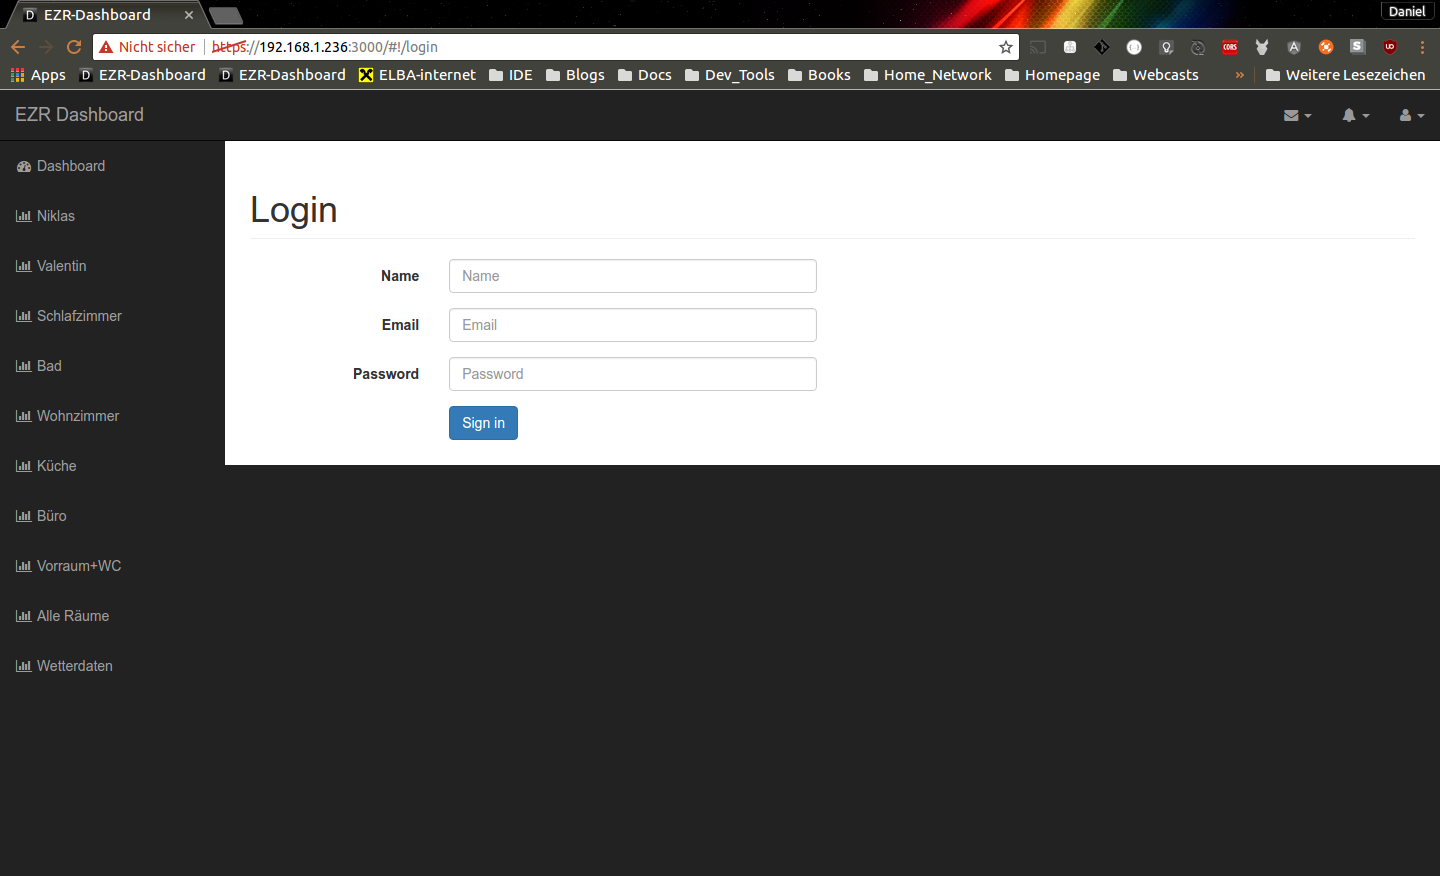 EZR-Dashboard
Daniel
Nicht sicher https://192.168.1.236:3000/#!/login
Apps EZR-Dashboard EZR-Dashboard ELBA-internet IDE Blogs Docs Dev_Tools Books Home_Network Homepage Webcasts » Weitere Lesezeichen
EZR Dashboard
Dashboard
Niklas
Valentin
Schlafzimmer
Bad
Wohnzimmer
Küche
Büro
Vorraum+WC
Alle Räume
Wetterdaten
Login
Name Name
Email Email
Password Password
Sign in